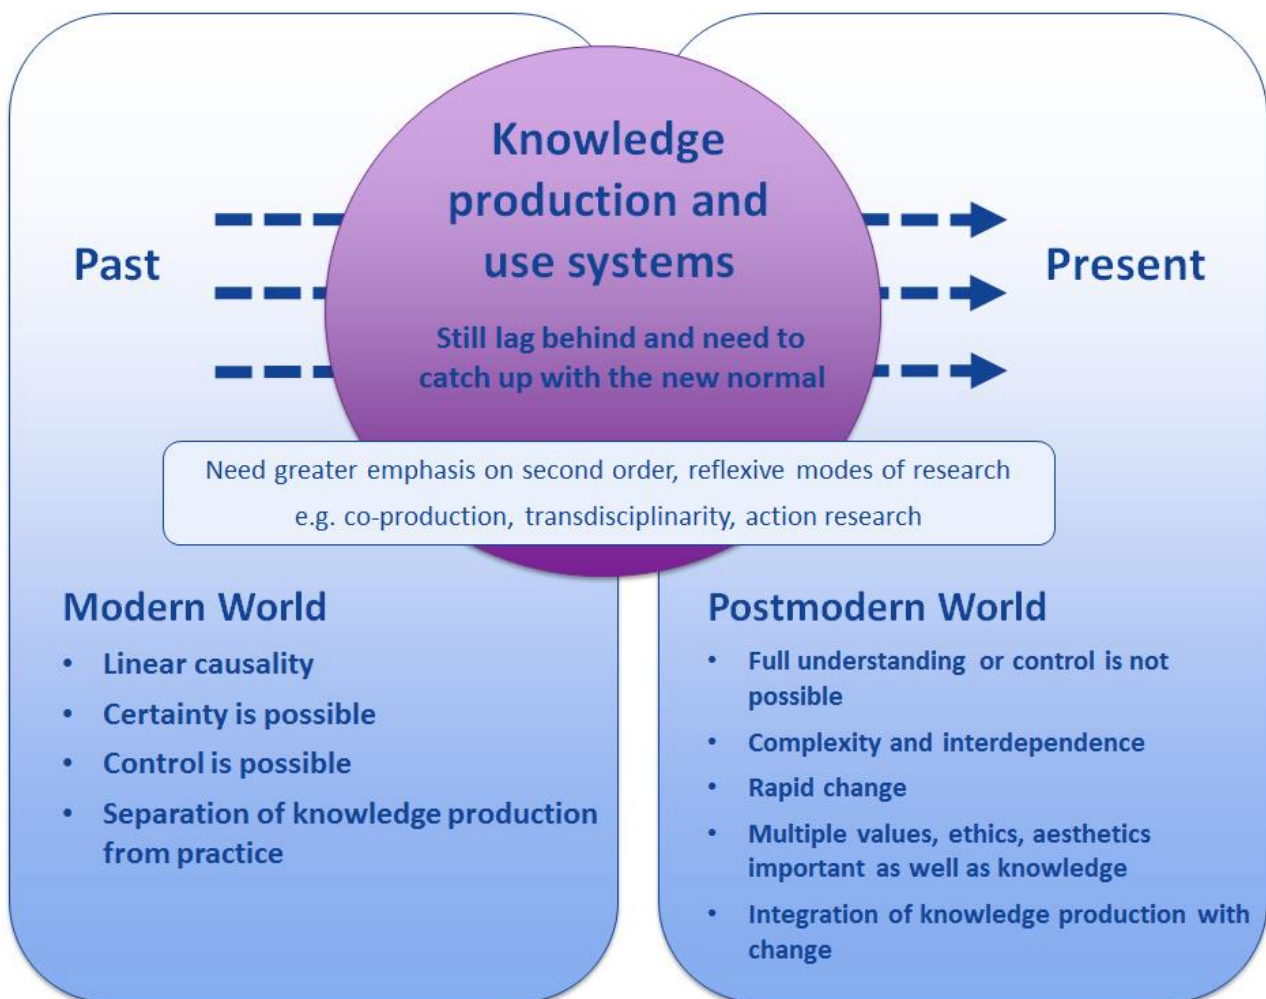 Knowledge
production and
use systems
Past
Present
Still lag behind and need to
catch up with the new normal
Need greater emphasis on second order, reflexive modes of research
e.g. co-production, transdisciplinarity, action research
Modern World
• Linear causality
• Certainty is possible
• Control is possible
• Separation of knowledge production
from practice
Postmodern World
• Full understanding or control is not
possible
• Complexity and interdependence
• Rapid change
• Multiple values, ethics, aesthetics
important as well as knowledge
• Integration of knowledge production with
change